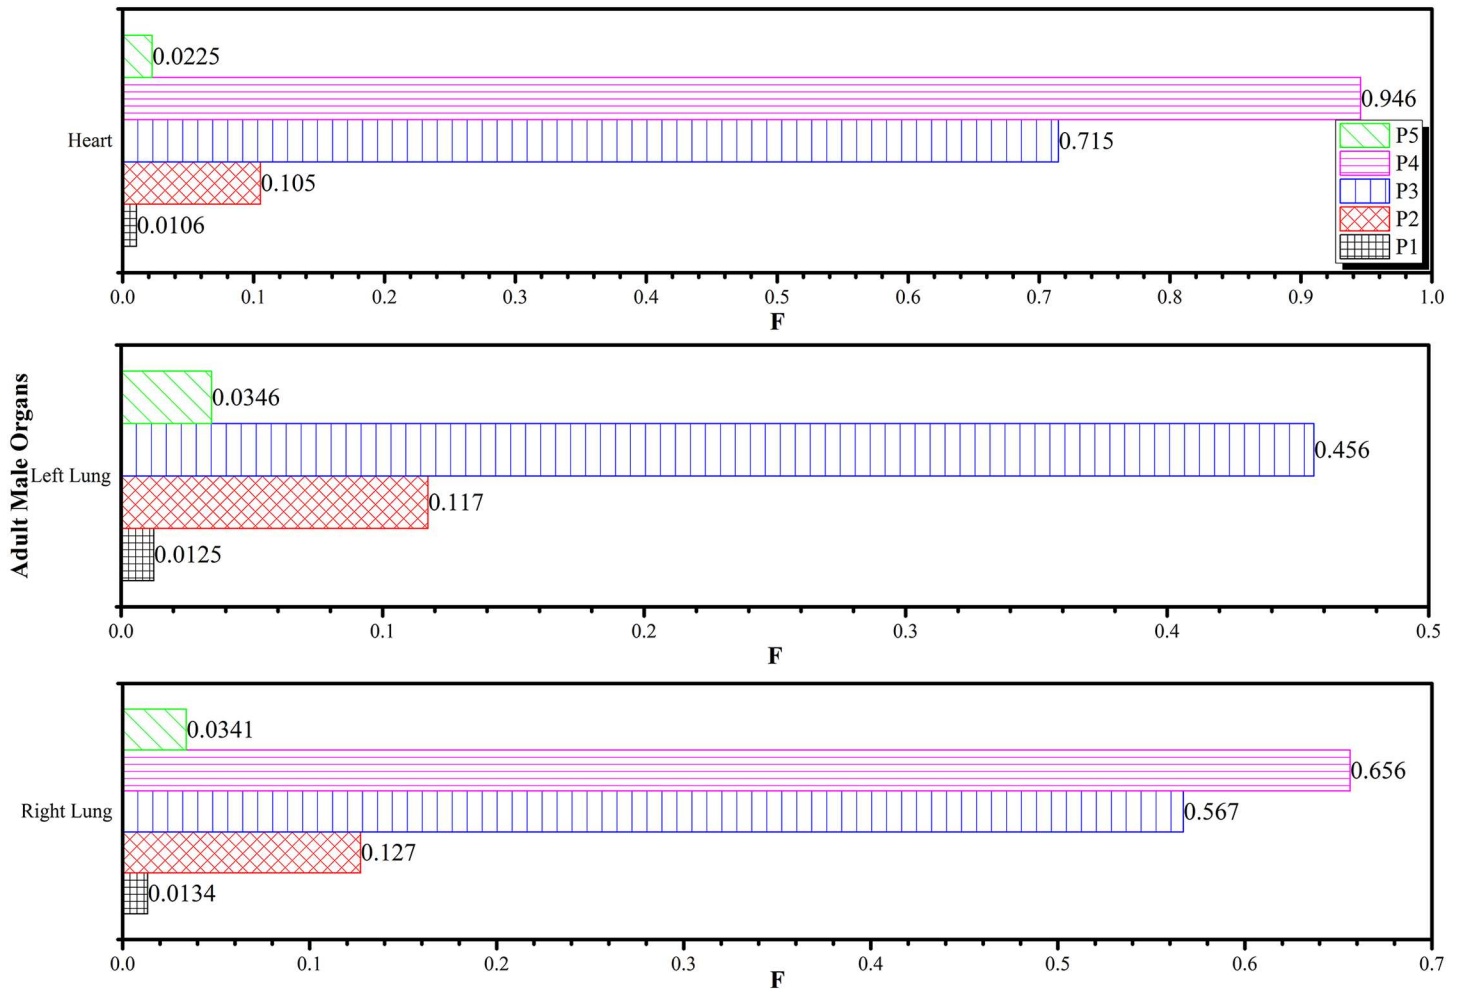 0.0225
0.946
Heart
0.715
0.105
0.0106
P5
P4
P3
P2
P1
0.0 0.1 0.2 0.3 0.4 0.5 0.6 0.7 0.8 0.9 1.0
F
Adult Male Organs
0.0346
0.456
Left Lung
0.117
0.0125
0.0 0.1 0.2 0.3 0.4 0.5
F
0.0341
0.656
Right Lung
0.567
0.127
0.0134
0.0 0.1 0.2 0.3 0.4 0.5 0.6 0.7
F